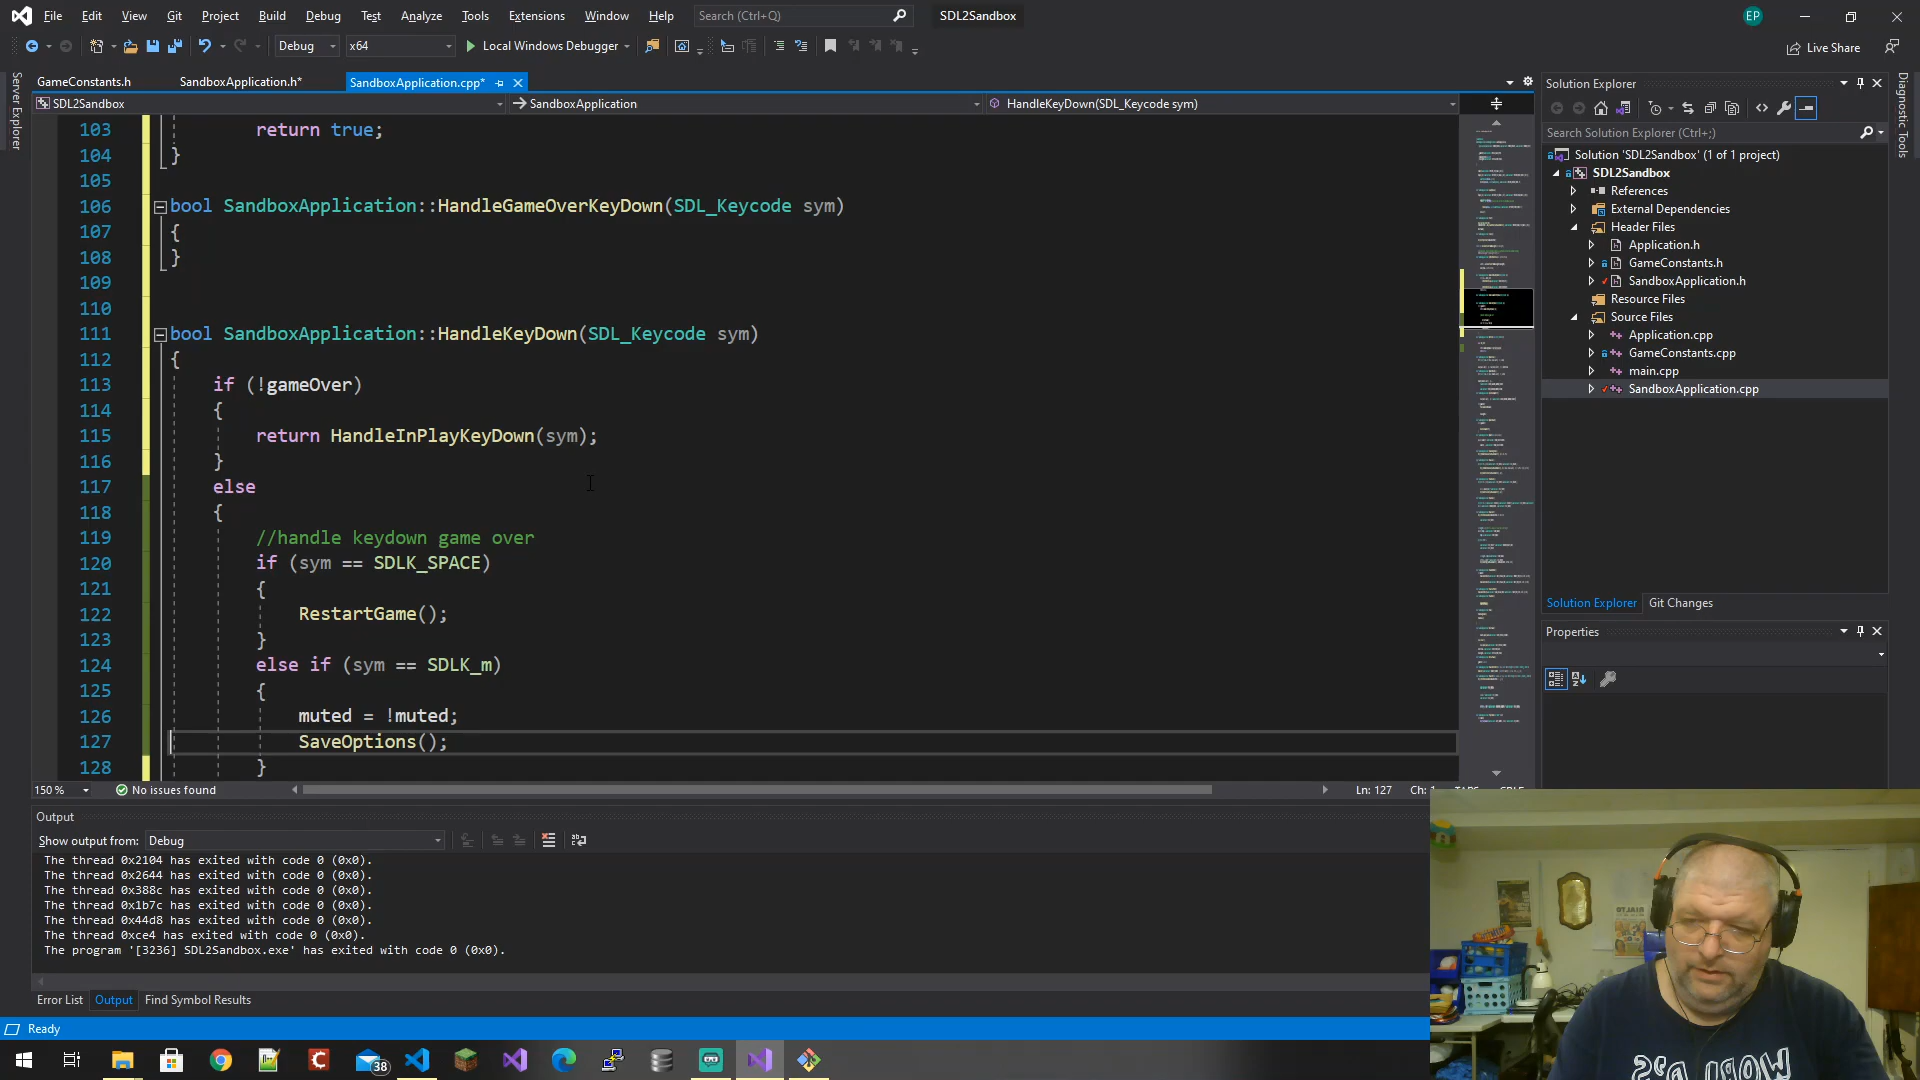 File Edit View Git Project Build Debug Test Analyze Tools Extensions Window Help Search (Ctrl+Q) SDL2Sandbox EP
Debug x64 Local Windows Debugger Live Share
GameConstants.h SandboxApplication.h* SandboxApplication.cpp*
SDL2Sandbox SandboxApplication HandleKeyDown(SDL_Keycode sym)
103 return true;
104 }
105
106 bool SandboxApplication::HandleGameOverKeyDown(SDL_Keycode sym)
107 {
108 }
109
110
111 bool SandboxApplication::HandleKeyDown(SDL_Keycode sym)
112 {
113 if (!gameOver)
114 {
115 return HandleInPlayKeyDown(sym);
116 }
117 else
118 {
119 //handle keydown game over
120 if (sym == SDLK_SPACE)
121 {
122 RestartGame();
123 }
124 else if (sym == SDLK_m)
125 {
126 muted = !muted;
127 SaveOptions();
128 }
150 % No issues found Ln: 127
Output
Show output from: Debug
The thread 0x2104 has exited with code 0 (0x0).
The thread 0x2644 has exited with code 0 (0x0).
The thread 0x388c has exited with code 0 (0x0).
The thread 0x1b7c has exited with code 0 (0x0).
The thread 0x44d8 has exited with code 0 (0x0).
The thread 0xce4 has exited with code 0 (0x0).
The program '[3236] SDL2Sandbox.exe' has exited with code 0 (0x0).
Error List Output Find Symbol Results
Ready
38
Server Explorer
Solution Explorer
Search Solution Explorer (Ctrl+;)
Solution 'SDL2Sandbox' (1 of 1 project)
SDL2Sandbox
References
External Dependencies
Header Files
Application.h
GameConstants.h
SandboxApplication.h
Resource Files
Source Files
Application.cpp
GameConstants.cpp
main.cpp
SandboxApplication.cpp
Solution Explorer Git Changes
Properties
Diagnostic Tools